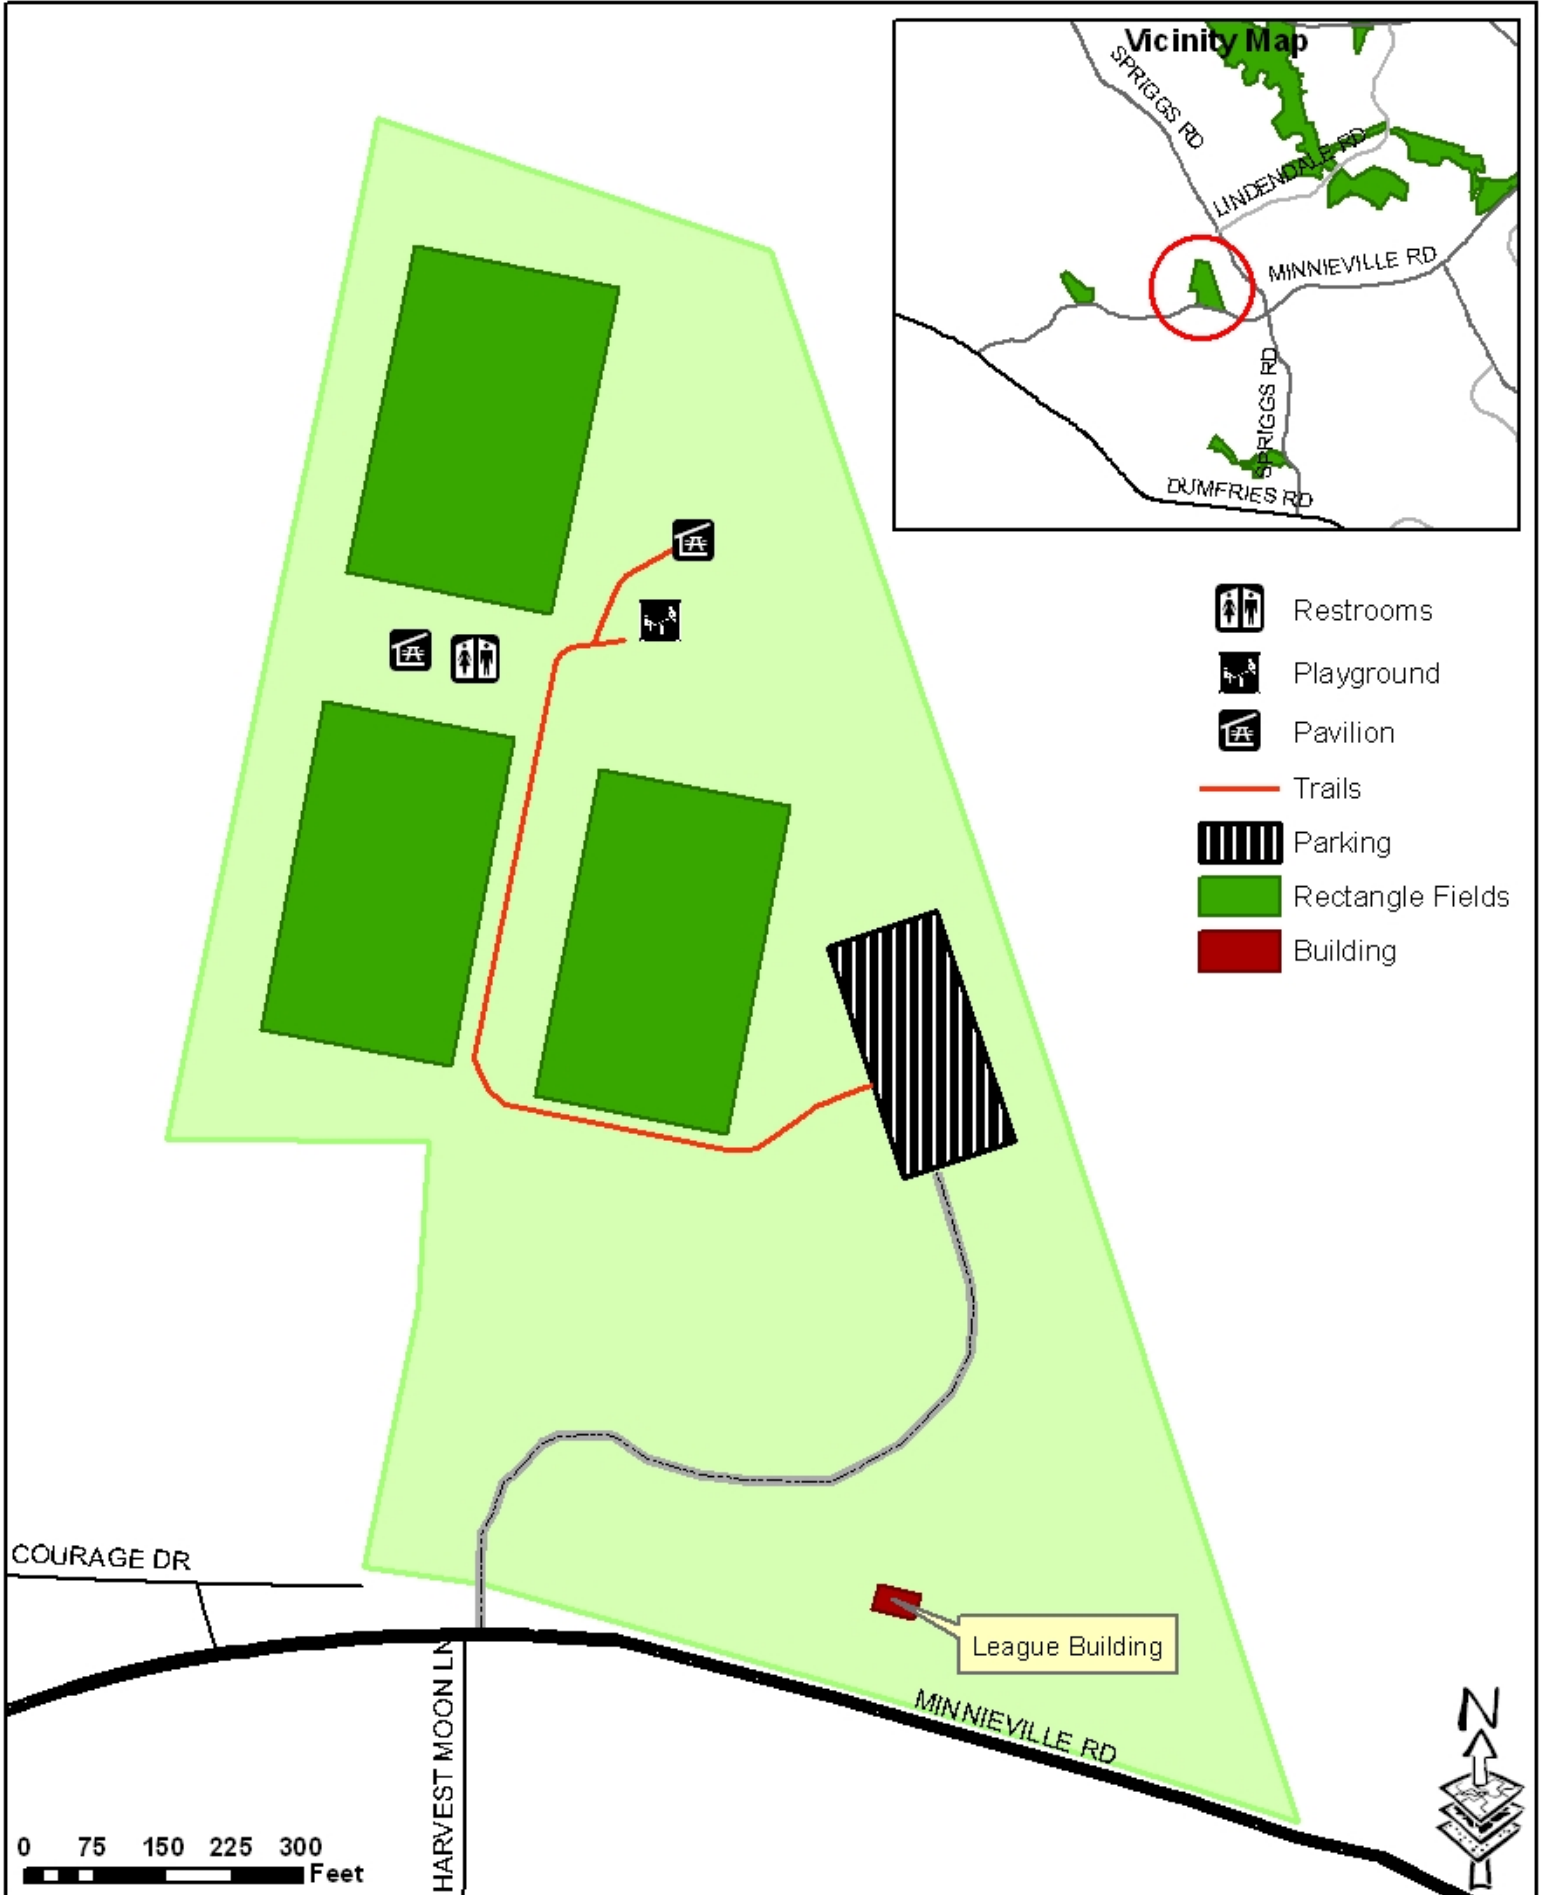 Vicinity Map
SPRIGGS RD
LINDENDALE RD
MINNIEVILLE RD
SPRIGGS RD
DUMFRIES RD
Restrooms
Playground
Pavilion
Trails
Parking
Rectangle Fields
Building
COURAGE DR
League Building
MINNIEVILLE RD
HARVEST MOON LN
N
0 75 150 225 300
Feet